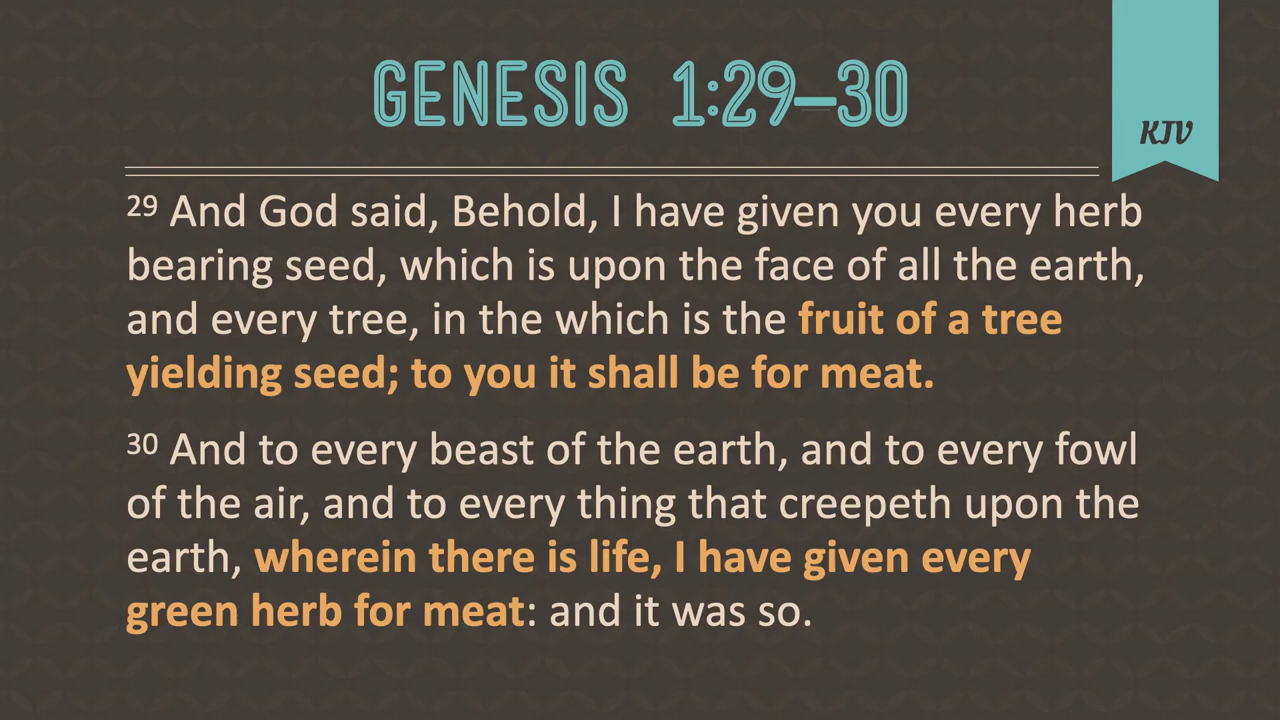 GENESIS 1:29–30
KJV
29 And God said, Behold, I have given you every herb
bearing seed, which is upon the face of all the earth,
and every tree, in the which is the fruit of a tree
yielding seed; to you it shall be for meat.
30 And to every beast of the earth, and to every fowl
of the air, and to every thing that creepeth upon the
earth, wherein there is life, I have given every
green herb for meat: and it was so.